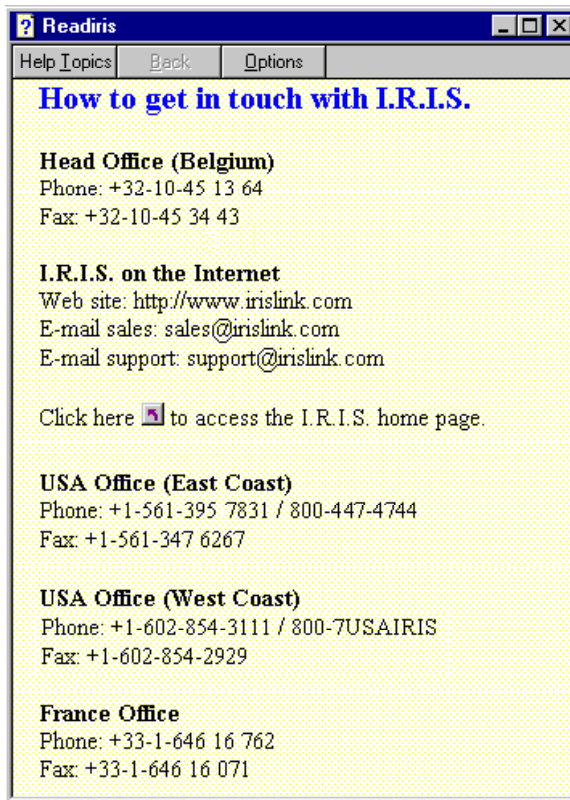 Readiris
Help Topics Back Options
How to get in touch with I.R.I.S.
Head Office (Belgium)
Phone: +32-10-45 13 64
Fax: +32-10-45 34 43
I.R.I.S. on the Internet
Web site: http://www.irislink.com
E-mail sales: sales@irislink.com
E-mail support: support@irislink.com
Click here to access the I.R.I.S. home page.
USA Office (East Coast)
Phone: +1-561-395 7831 / 800-447-4744
Fax: +1-561-347 6267
USA Office (West Coast)
Phone: +1-602-854-3111 / 800-7USAIRIS
Fax: +1-602-854-2929
France Office
Phone: +33-1-646 16 762
Fax: +33-1-646 16 071